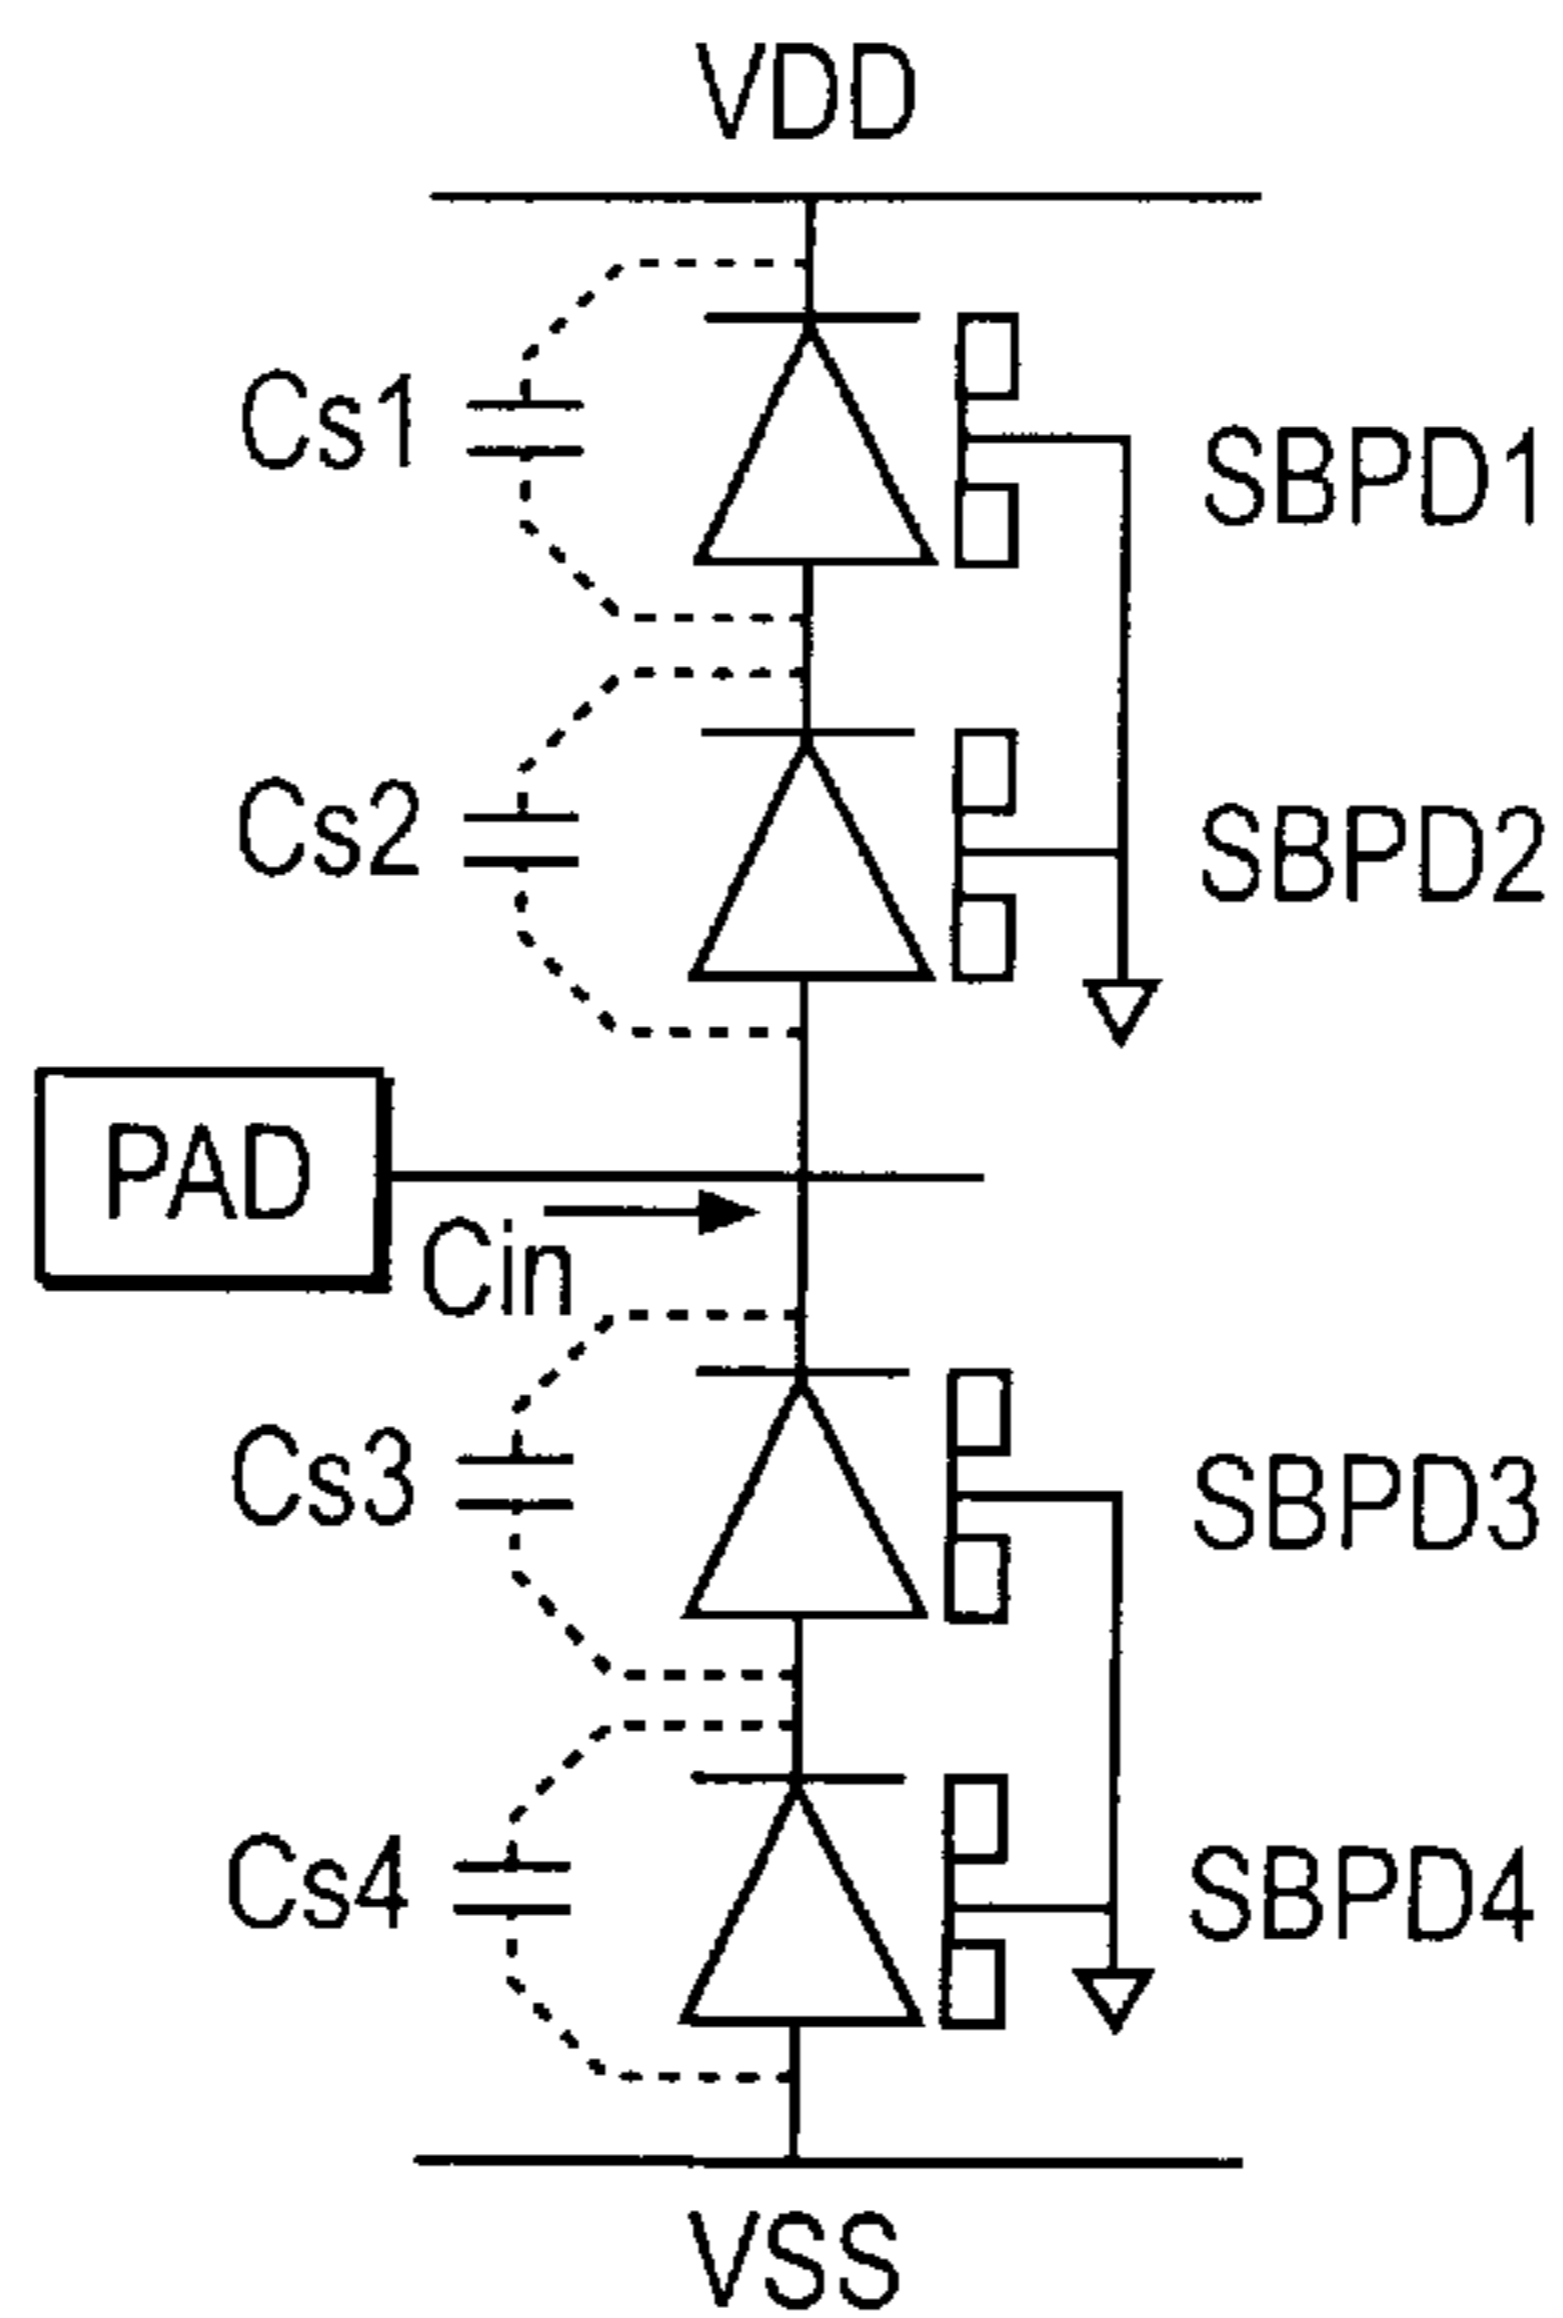 VDD
Cs1
SBPD1
Cs2
SBPD2
PAD
Cin
Cs3
SBPD3
Cs4
SBPD4
VSS